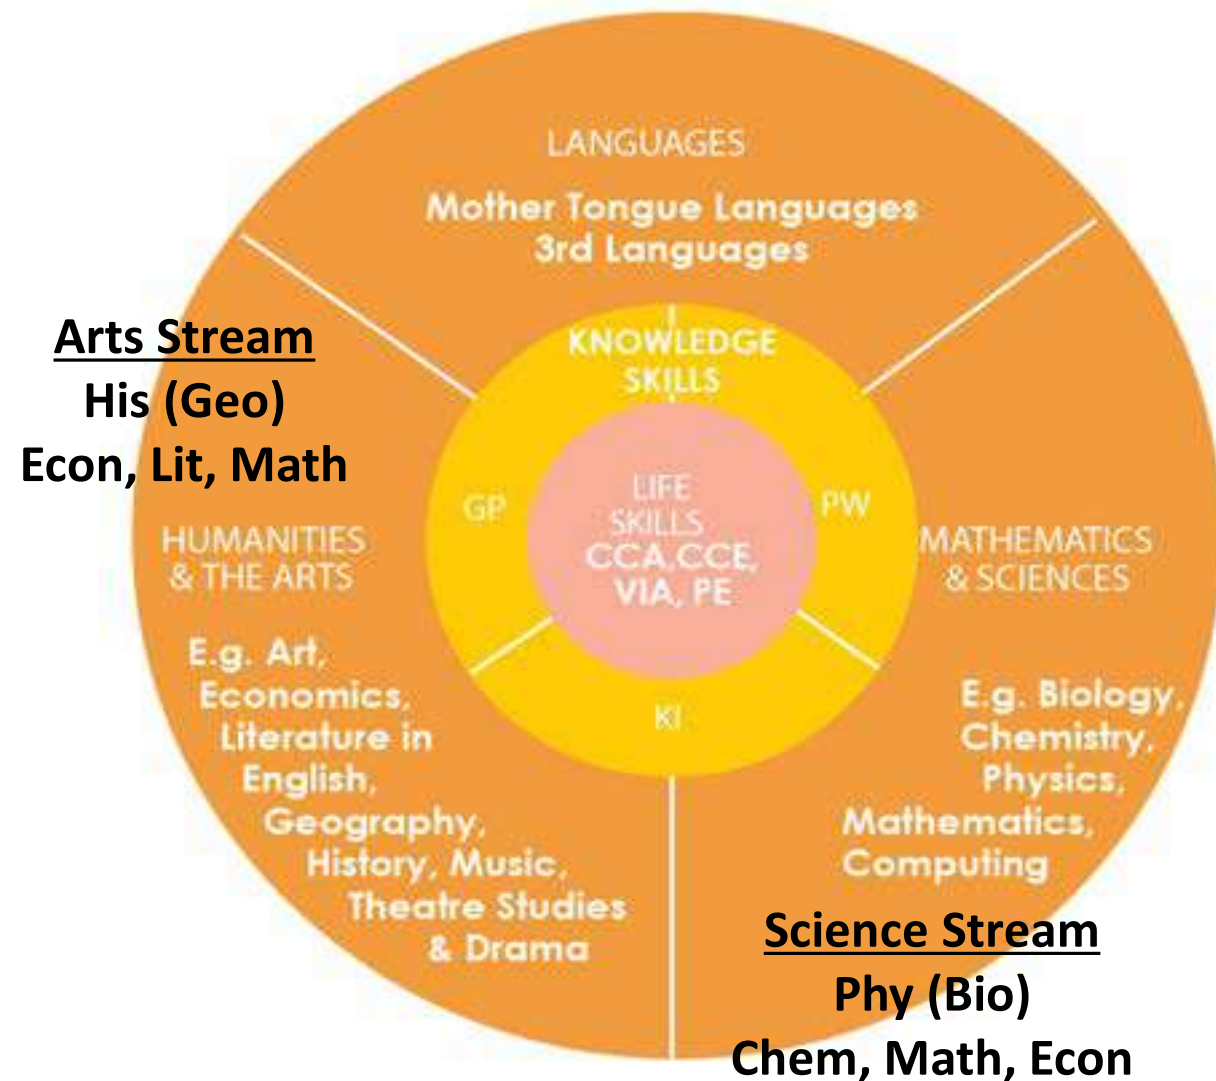 LANGUAGES
Mother Tongue Languages
3rd Languages
Arts Stream
His (Geo)
Econ, Lit, Math
KNOWLEDGE
SKILLS
GP
LIFE
SKILLS
CCA,CCE,
VIA, PE
PW
KI
HUMANITIES
& THE ARTS
E.g. Art,
Economics,
Literature in
English,
Geography,
History, Music,
Theatre Studies
& Drama
MATHEMATICS
& SCIENCES
E.g. Biology,
Chemistry,
Physics,
Mathematics,
Computing
Science Stream
Phy (Bio)
Chem, Math, Econ